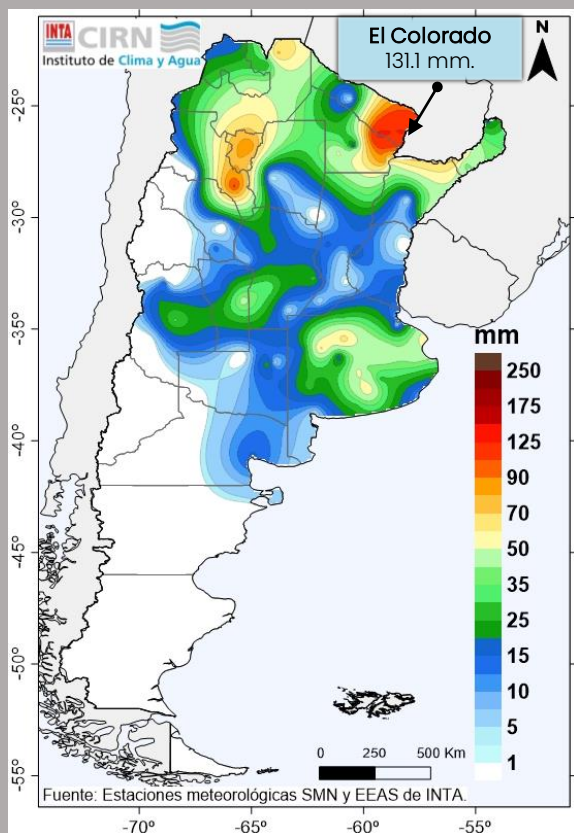 INTA CIRN
Instituto de Clima y Agua
El Colorado
131.1 mm.
N
-25°
-30°
-35°
-40°
-45°
-50°
-55°
mm
250
175
125
90
70
50
35
25
15
10
5
1
0 250 500 Km
Fuente: Estaciones meteorológicas SMN y EEAS de INTA.
-70° -65° -60° -55°